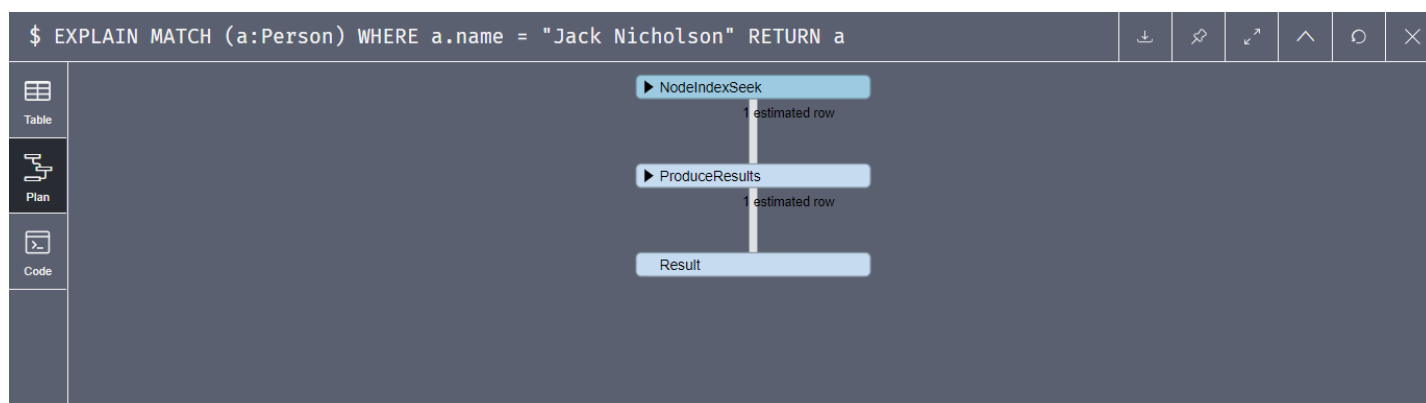 $ EXPLAIN MATCH (a:Person) WHERE a.name = "Jack Nicholson" RETURN a
Table
Plan
Code
NodeIndexSeek
1 estimated row
ProduceResults
1 estimated row
Result